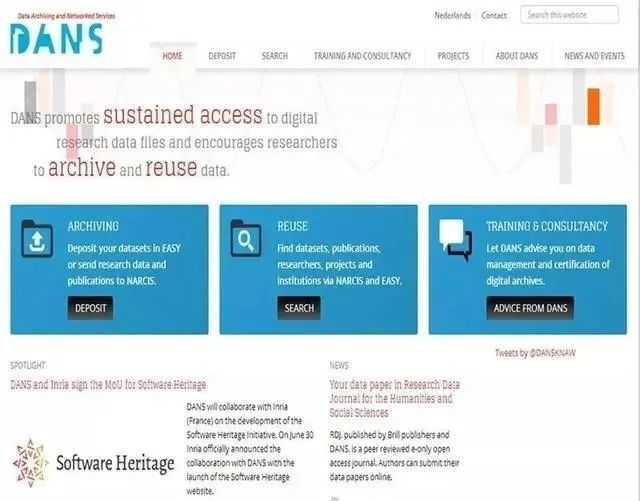 Data Archiving and Networked Services
DANS
Nederlands Contact Search this website
HOME DEPOSIT SEARCH TRAINING AND CONSULTANCY PROJECTS ABOUT DANS NEWS AND EVENTS
DANS promotes sustained access to digital
research data files and encourages researchers
to archive and reuse data.
ARCHIVING
Deposit your datasets in EASY
or send research data and
publications to NARCIS.
DEPOSIT
REUSE
Find datasets, publications,
researchers, projects and
institutions via NARCIS and EASY.
SEARCH
TRAINING & CONSULTANCY
Let DANS advise you on data
management and certification of
digital archives.
ADVICE FROM DANS
SPOTLIGHT
DANS and Inria sign the MoU for Software Heritage
Software Heritage
DANS will collaborate with Inria
(France) on the development of the
Software Heritage Initiative. On June 30
Inria officially announced the
collaboration with DANS with the
launch of the Software Heritage
website.
NEWS
Your data paper in Research Data
Journal for the Humanities and
Social Sciences
RDJ, published by Brill publishers and
DANS, is a peer reviewed e-only open
access journal. Authors can submit their
data papers online.
Tweets by @DANSKNAW